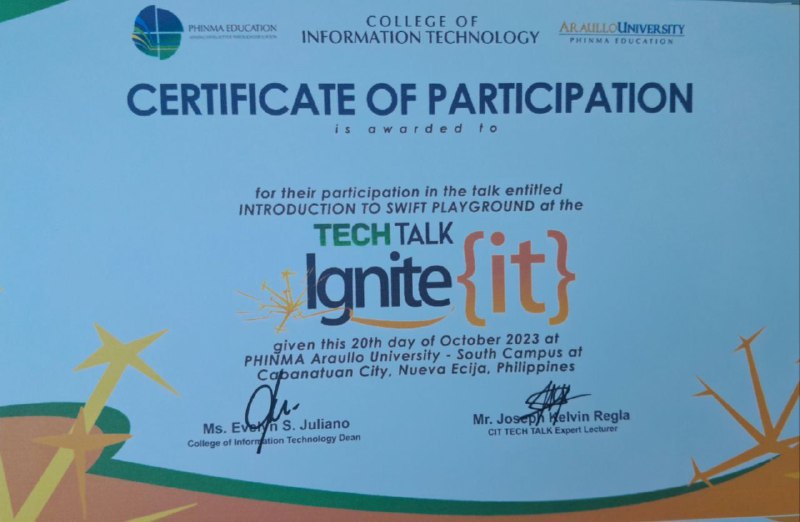 PHINMA EDUCATION
COLLEGE OF
INFORMATION TECHNOLOGY
ARAULLO UNIVERSITY
PHINMA EDUCATION
CERTIFICATE OF PARTICIPATION
is awarded to
for their participation in the talk entitled
INTRODUCTION TO SWIFT PLAYGROUND at the
TECH TALK
Ignite {it}
given this 20th day of October 2023 at
PHINMA Araullo University - South Campus at
Cabanatuan City, Nueva Ecija, Philippines
Ms. Evelyn S. Juliano
College of Information Technology Dean
Mr. Joseph Kelvin Regla
CIT TECH TALK Expert Lecturer